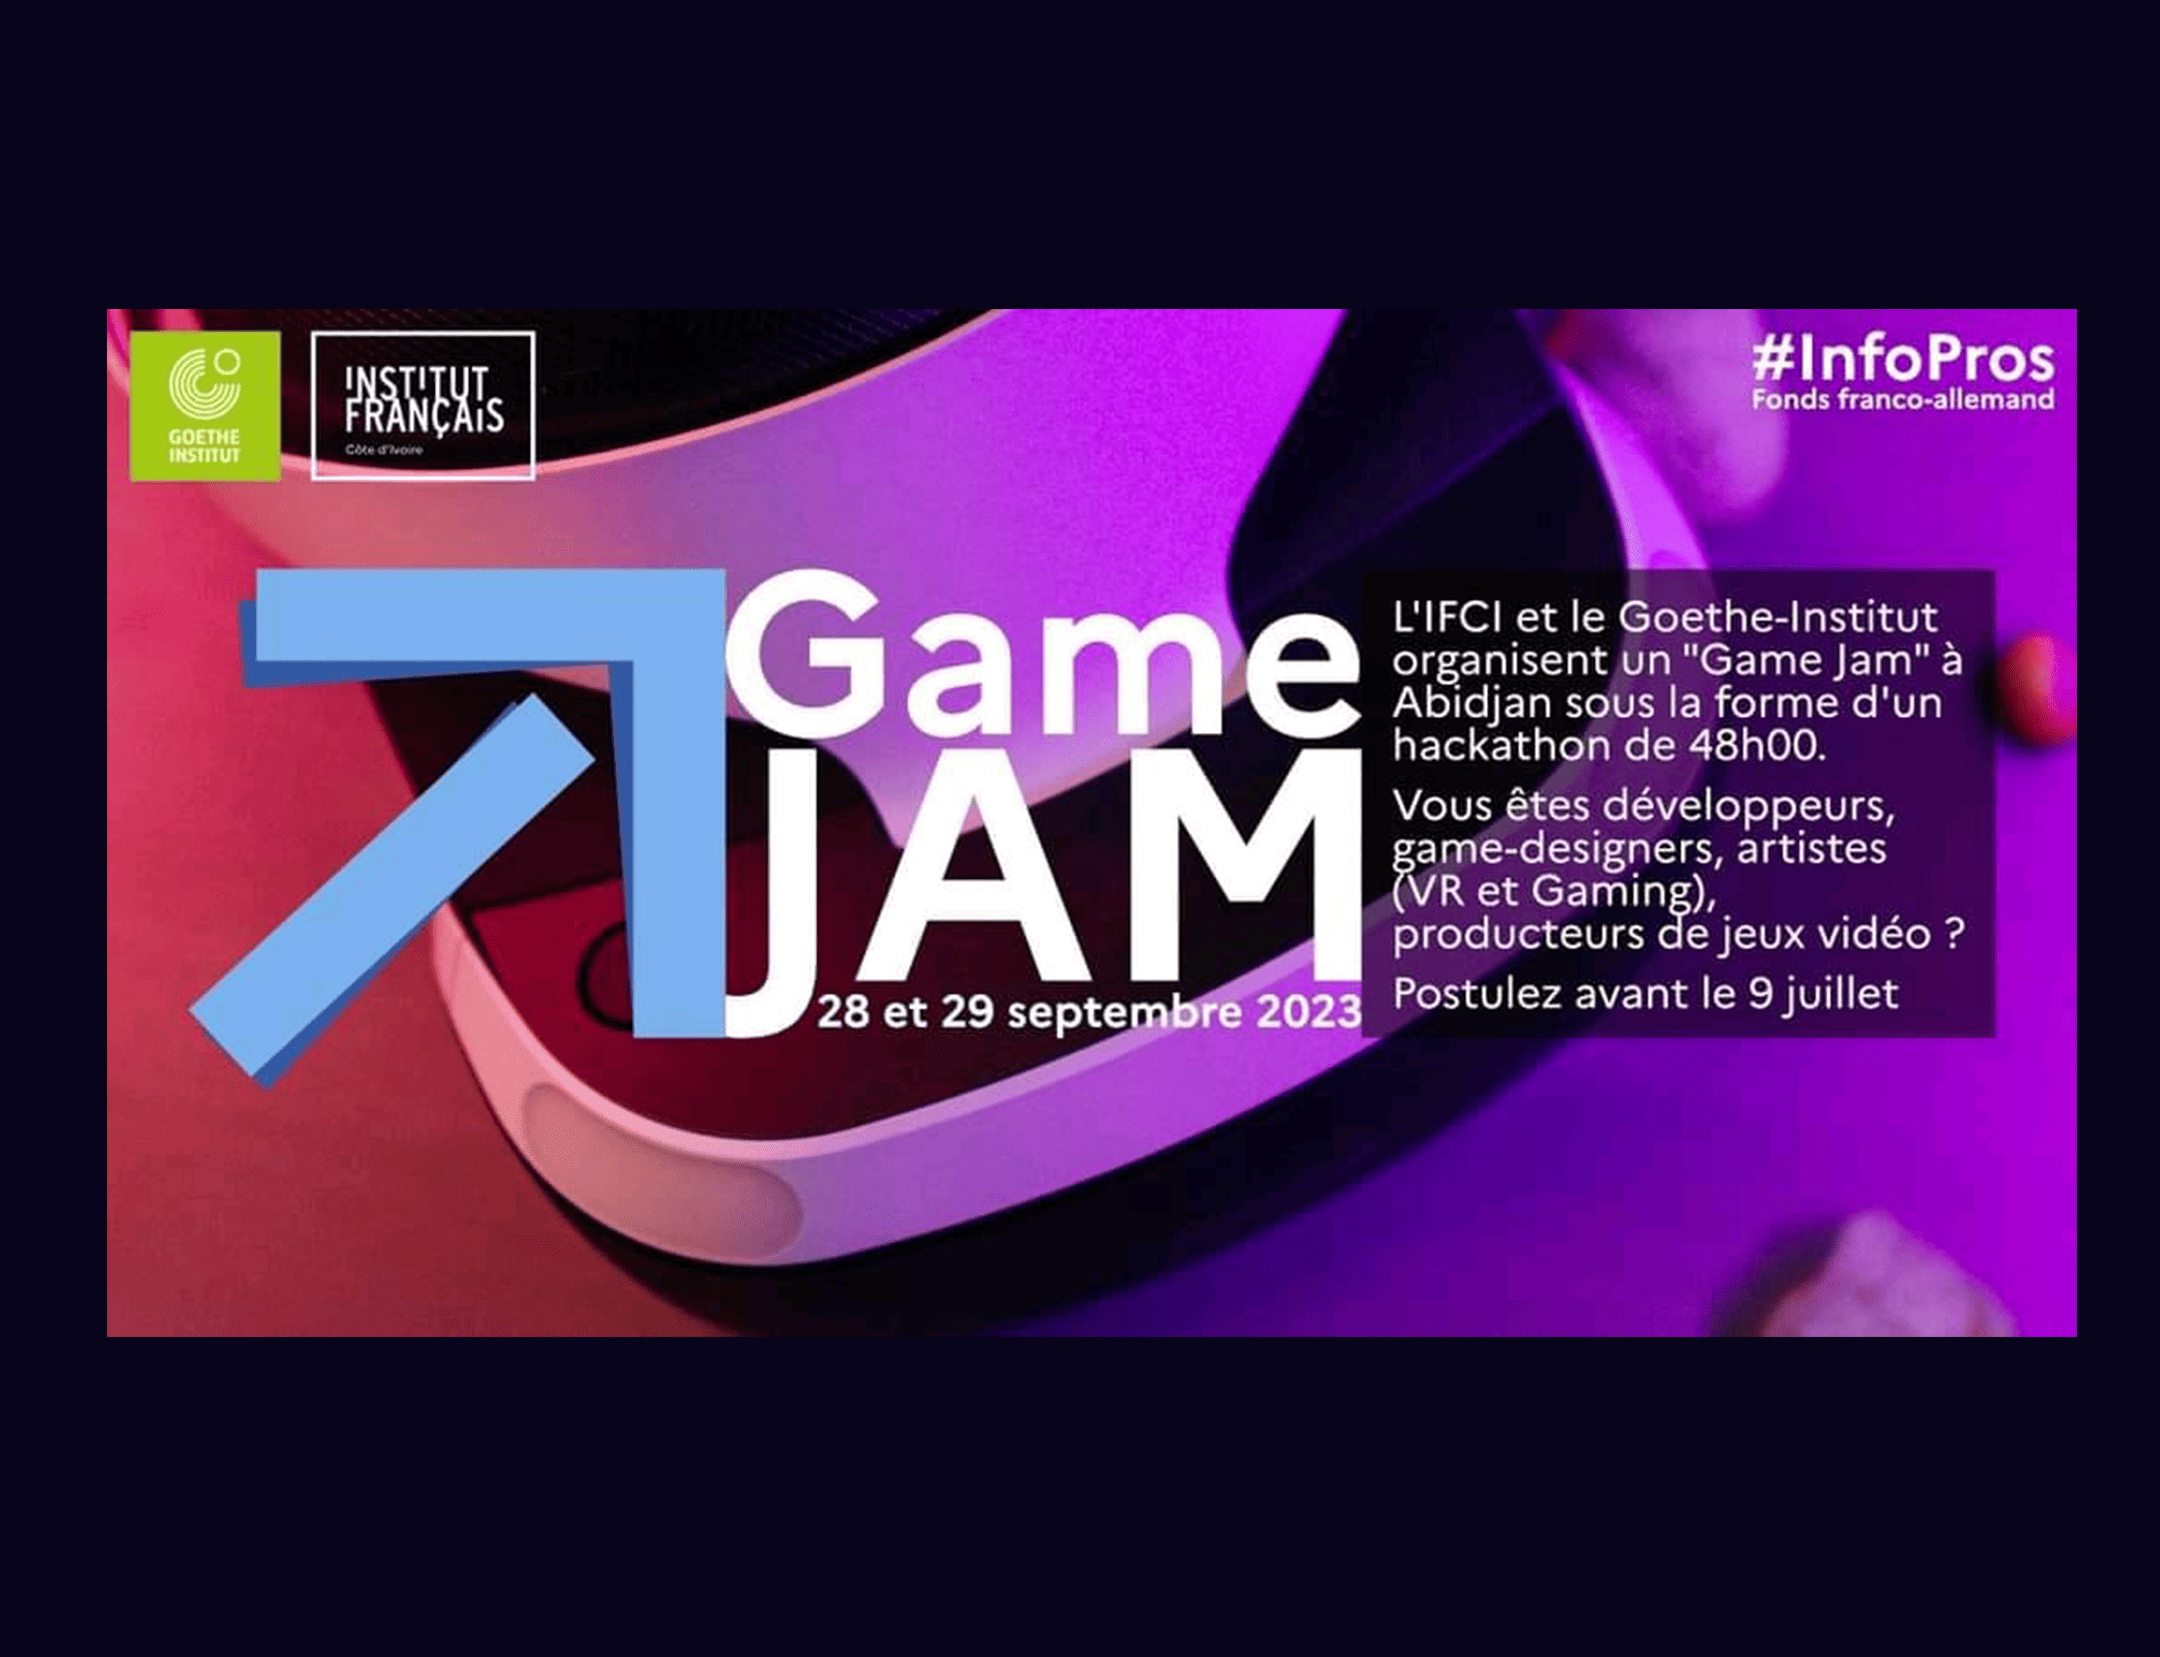 GOETHE
INSTITUT
INSTITUT
FRANÇAIS
Côte d'Ivoire
#InfoPros
Fonds franco-allemand
Game
JAM
28 et 29 septembre 2023
L'IFCI et le Goethe-Institut
organisent un "Game Jam" à
Abidjan sous la forme d'un
hackathon de 48h00.
Vous êtes développeurs,
game-designers, artistes
(VR et Gaming),
producteurs de jeux vidéo ?
Postulez avant le 9 juillet